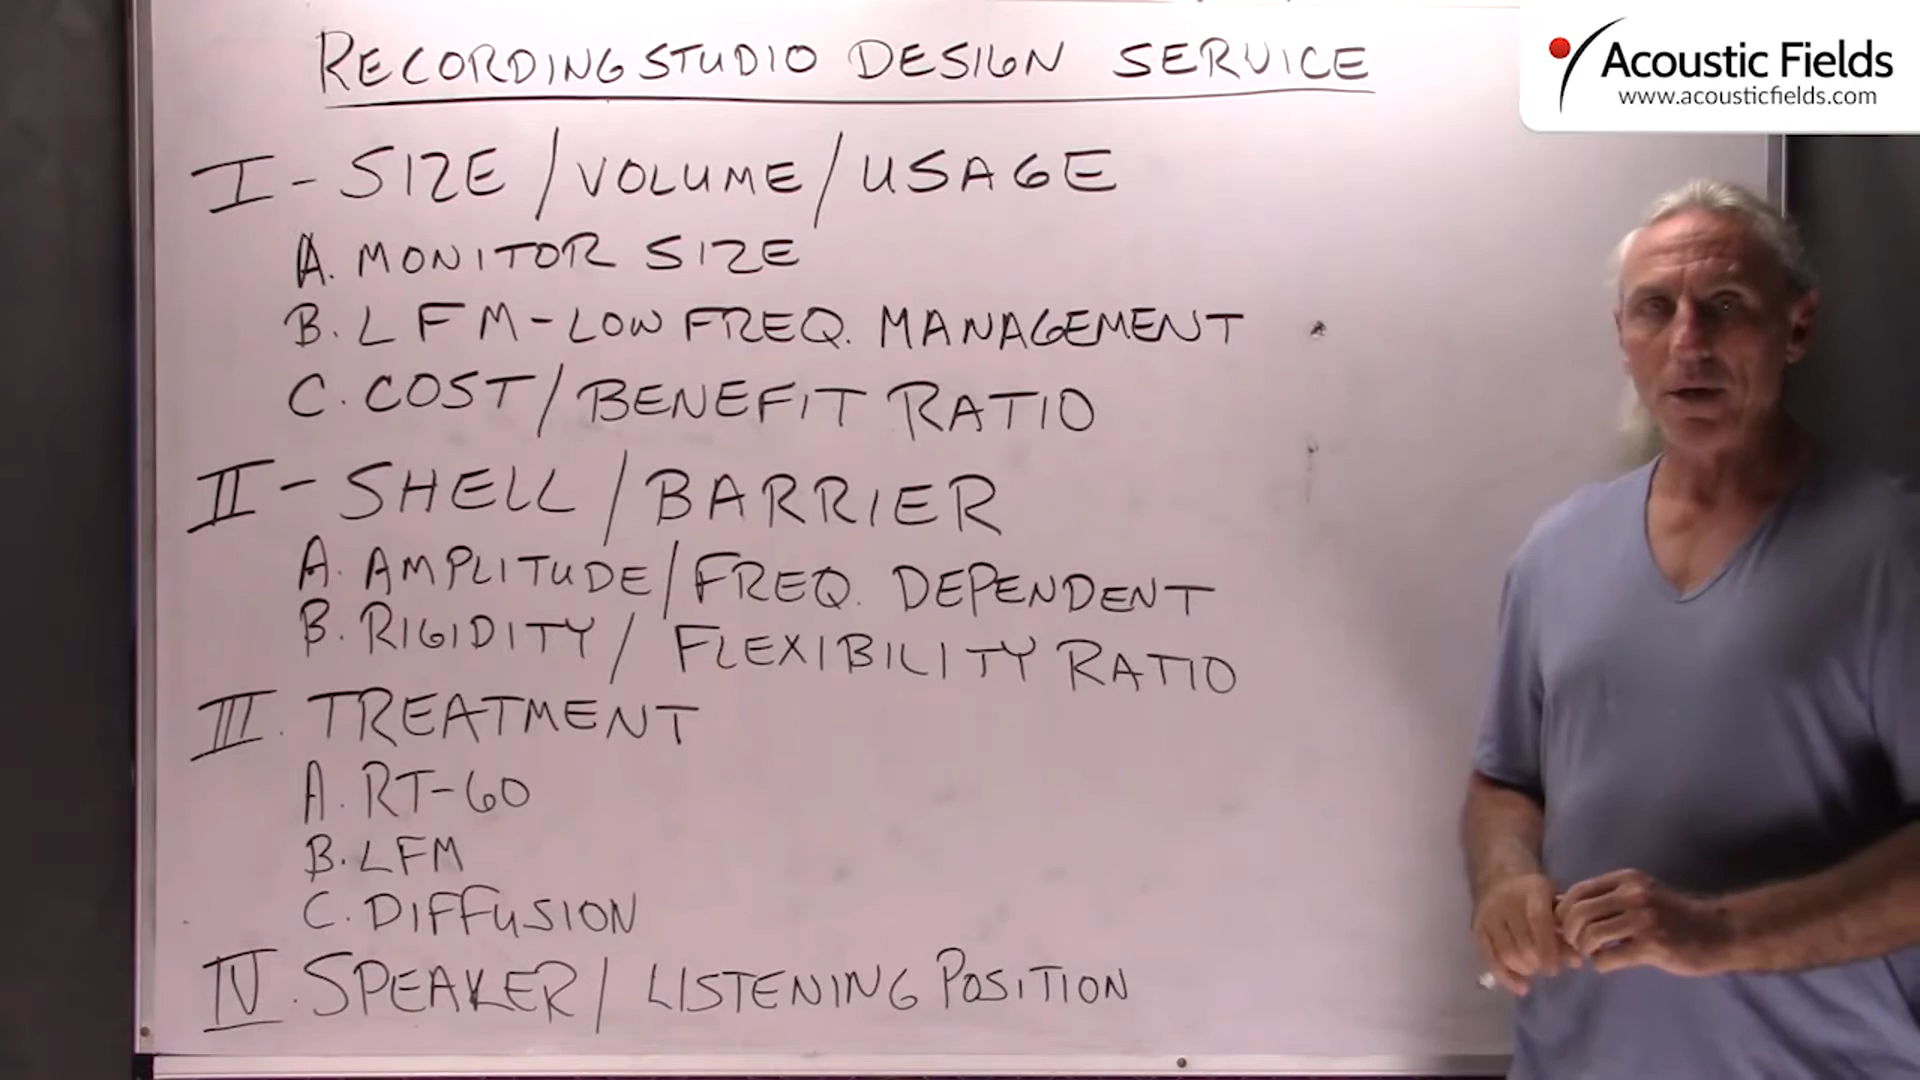 RECORDING STUDIO DESIGN SERVICE
Acoustic Fields
www.acousticfields.com
I - SIZE / VOLUME / USAGE
A. MONITOR SIZE
B. LFM - LOW FREQ. MANAGEMENT
C. COST / BENEFIT RATIO
II - SHELL / BARRIER
A. AMPLITUDE / FREQ. DEPENDENT
B. RIGIDITY / FLEXIBILITY RATIO
III. TREATMENT
A. RT-60
B. LFM
C. DIFFUSION
IV. SPEAKER / LISTENING POSITION